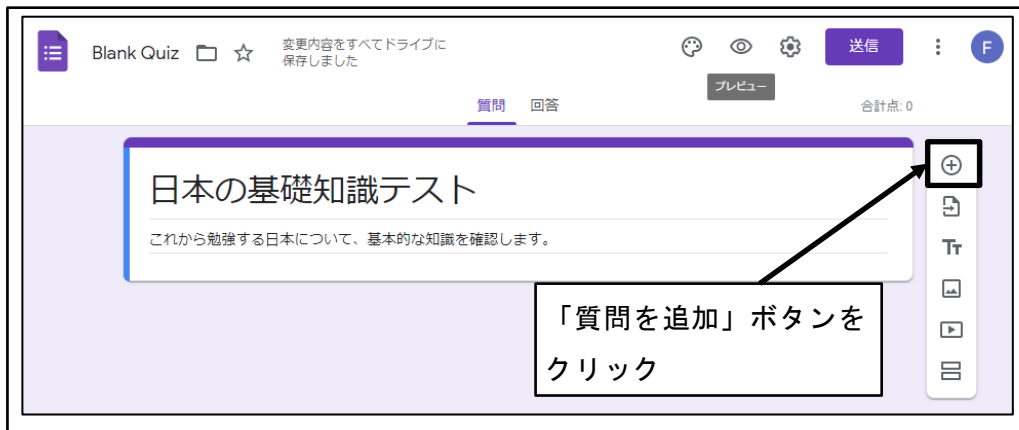 Blank Quiz
変更内容をすべてドライブに
保存しました
送信
F
プレビュー
質問 回答
合計点: 0
日本の基礎知識テスト
これから勉強する日本について、基本的な知識を確認します。
Tт
「質問を追加」ボタンを
クリック